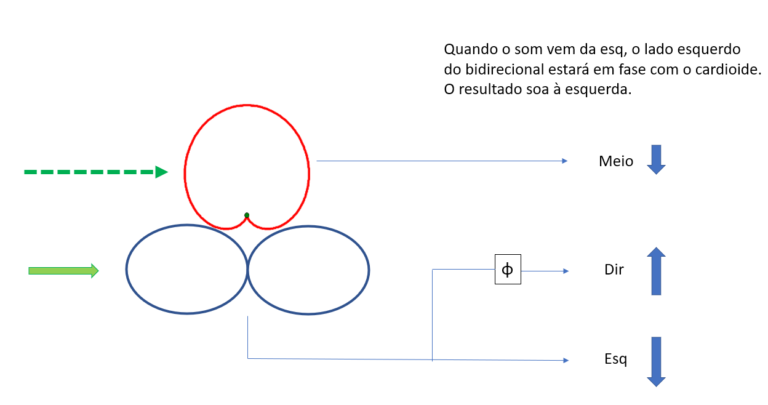 Quando o som vem da esq, o lado esquerdo
do bidirecional estará em fase com o cardioide.
O resultado soa à esquerda.
Meio
ф Dir
Esq